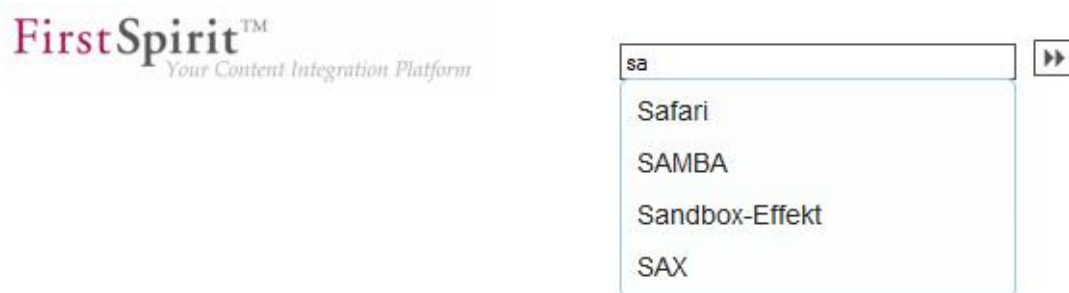 FirstSpirit™
Your Content Integration Platform
sa
Safari
SAMBA
Sandbox-Effekt
SAX